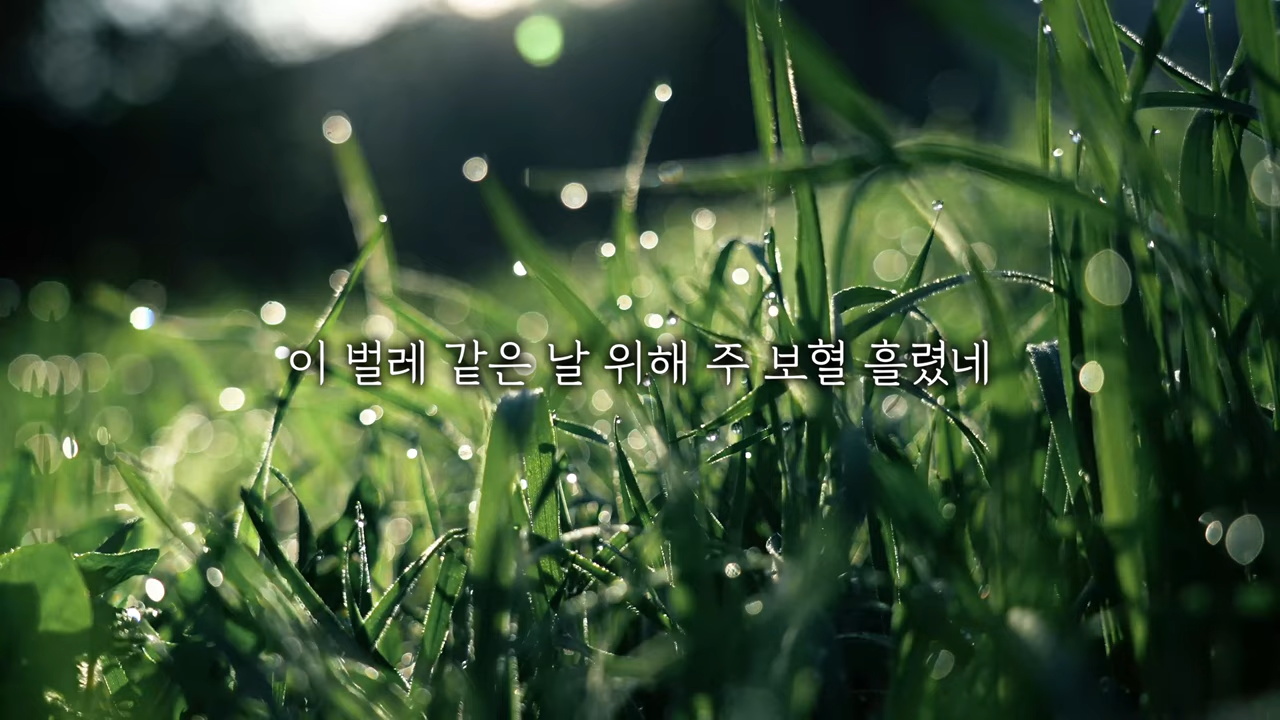 이 벌레 같은 날 위해 주 보혈 흘렸네